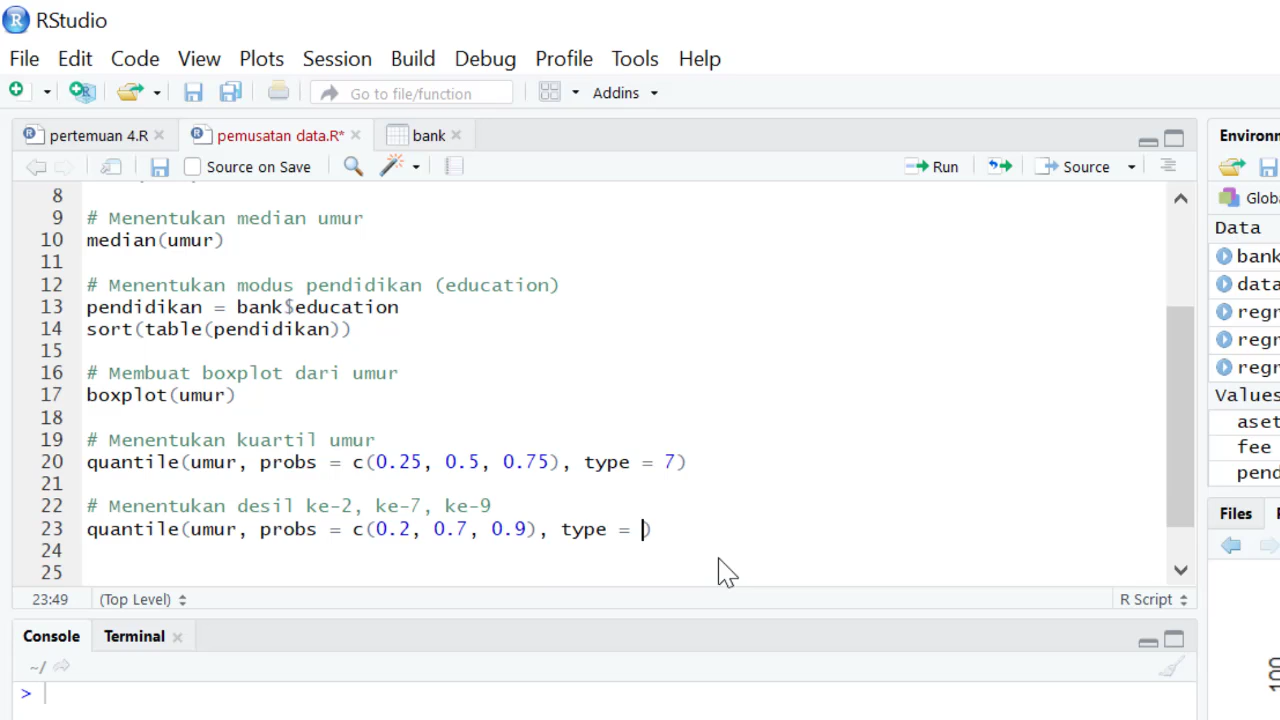 RStudio
File Edit Code View Plots Session Build Debug Profile Tools Help
Go to file/function Addins
pertemuan 4.R pemusatan data.R* bank
Source on Save Run Source
8
9 # Menentukan median umur
10 median(umur)
11
12 # Menentukan modus pendidikan (education)
13 pendidikan = bank$education
14 sort(table(pendidikan))
15
16 # Membuat boxplot dari umur
17 boxplot(umur)
18
19 # Menentukan kuartil umur
20 quantile(umur, probs = c(0.25, 0.5, 0.75), type = 7)
21
22 # Menentukan desil ke-2, ke-7, ke-9
23 quantile(umur, probs = c(0.2, 0.7, 0.9), type = )
24
25
23:49 (Top Level) R Script
Console Terminal
~/
>
Environ
Globa
Data
bank
data
regr
regr
Values
aset
fee
pend
Files
100